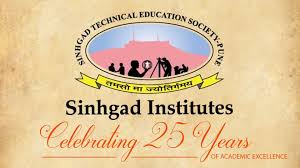 SINHGAD TECHNICAL EDUCATION SOCIETY-PUNE
तमसो मा ज्योतिर्गमय
Sinhgad Institutes
Celebrating 25 Years
OF ACADEMIC EXCELLENCE